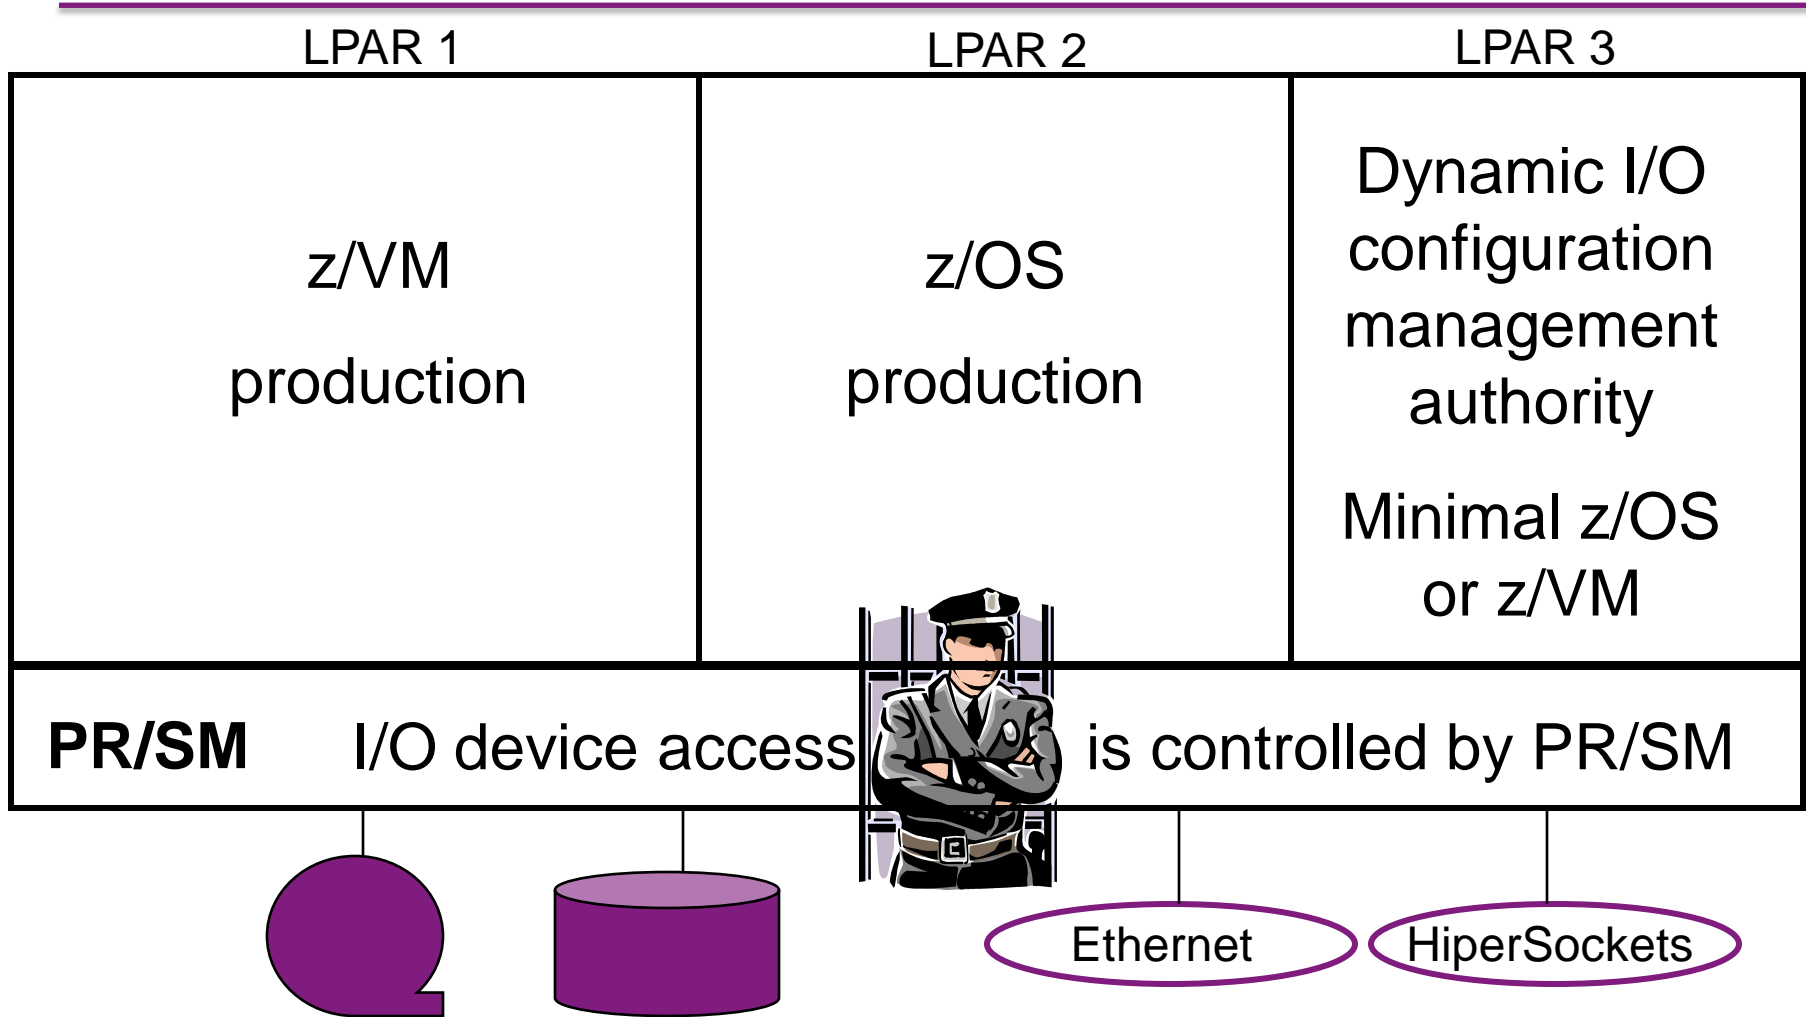 LPAR 1
LPAR 2
LPAR 3
z/VM
production
z/OS
production
Dynamic I/O
configuration
management
authority
Minimal z/OS
or z/VM
PR/SM I/O device access is controlled by PR/SM
Ethernet
HiperSockets